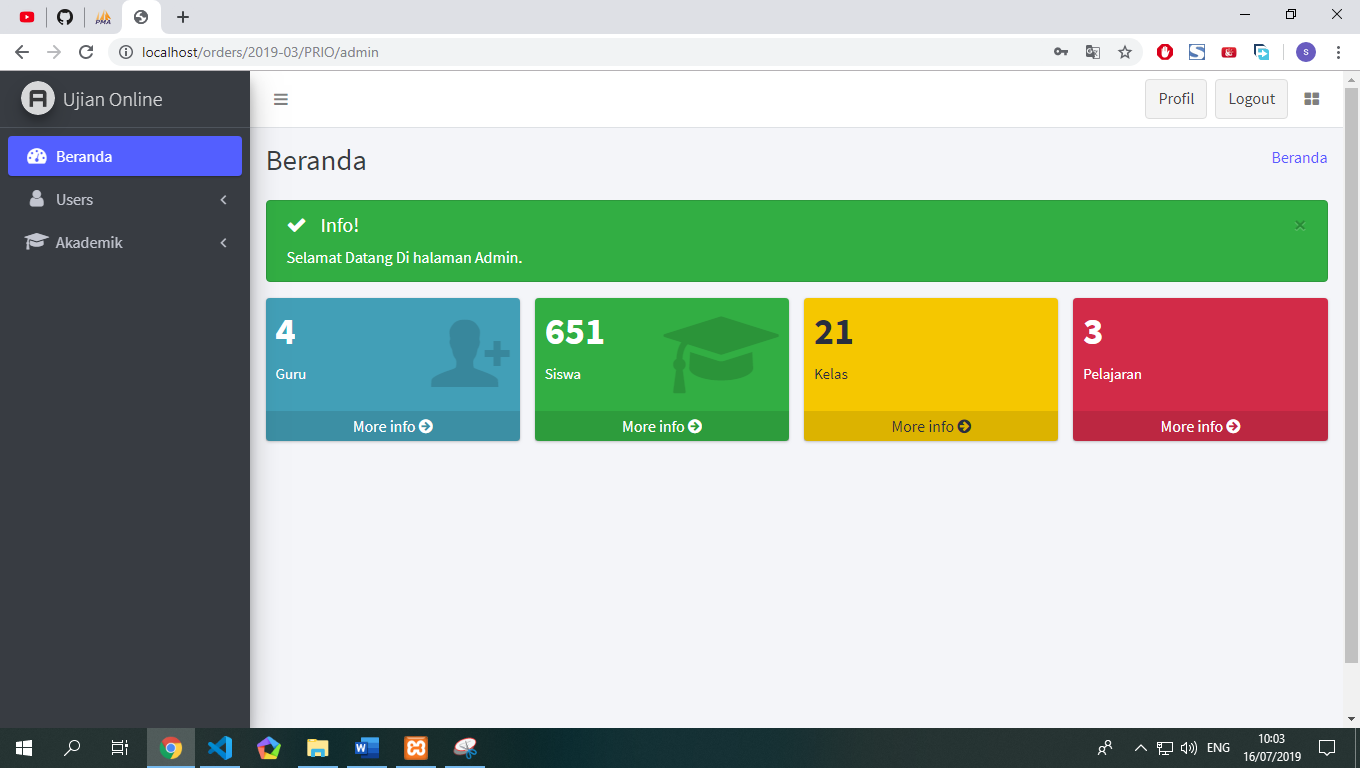 PMA
localhost/orders/2019-03/PRIO/admin
S
Ujian Online
Profil
Logout
Beranda
Users
Akademik
Beranda
Beranda
Info!
×
Selamat Datang Di halaman Admin.
4
Guru
More info
651
Siswa
More info
21
Kelas
More info
3
Pelajaran
More info
ENG
10:03
16/07/2019